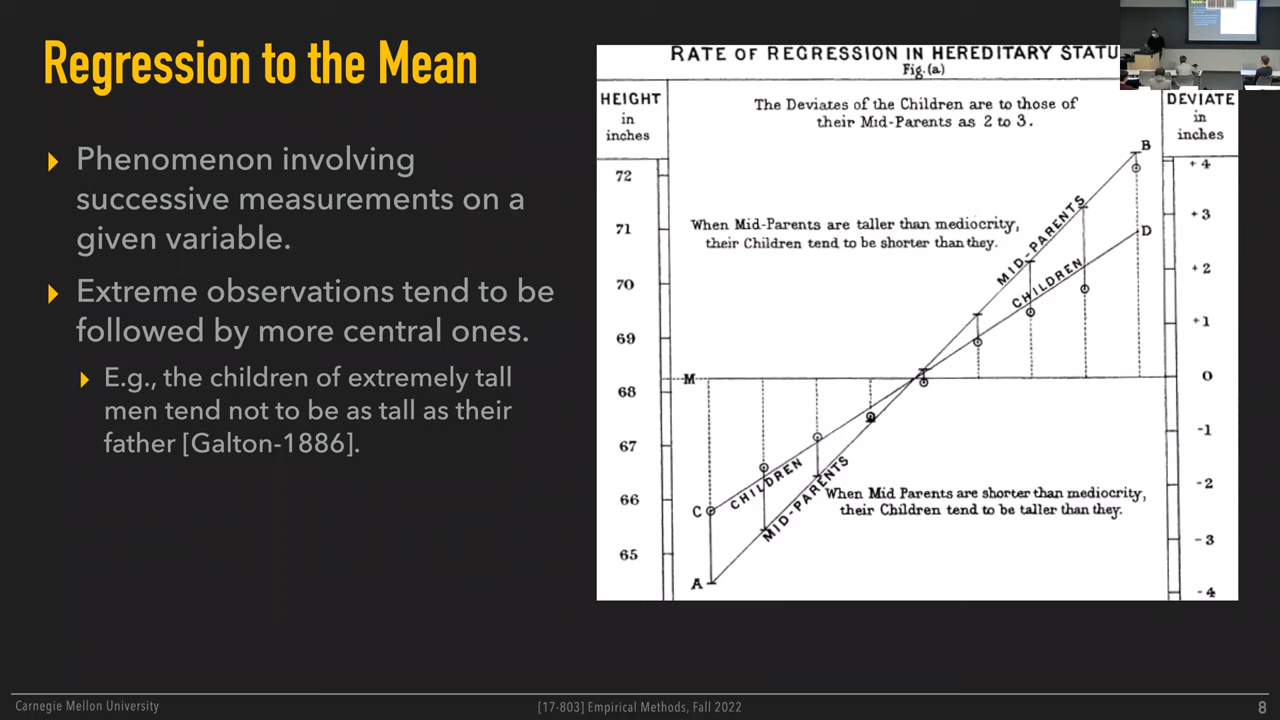 Regression to the Mean
Phenomenon involving
successive measurements on a
given variable.
Extreme observations tend to be
followed by more central ones.
E.g., the children of extremely tall
men tend not to be as tall as their
father [Galton-1886].
RATE OF REGRESSION IN HEREDITARY STATU
Fig. (a)
HEIGHT
in
inches
The Deviates of the Children are to those of
their Mid-Parents as 2 to 3.
DEVIATE
in
inches
B
72
+4
When Mid-Parents are taller than mediocrity,
their Children tend to be shorter than they.
MID-PARENTS
CHILDREN
+3
71
D
+2
70
+1
69
M
0
68
-1
67
CHILDREN
MID-PARENTS
-2
When Mid Parents are shorter than mediocrity,
their Children tend to be taller than they.
66
C
-3
65
A
-4
Carnegie Mellon University
[17-803] Empirical Methods, Fall 2022
8